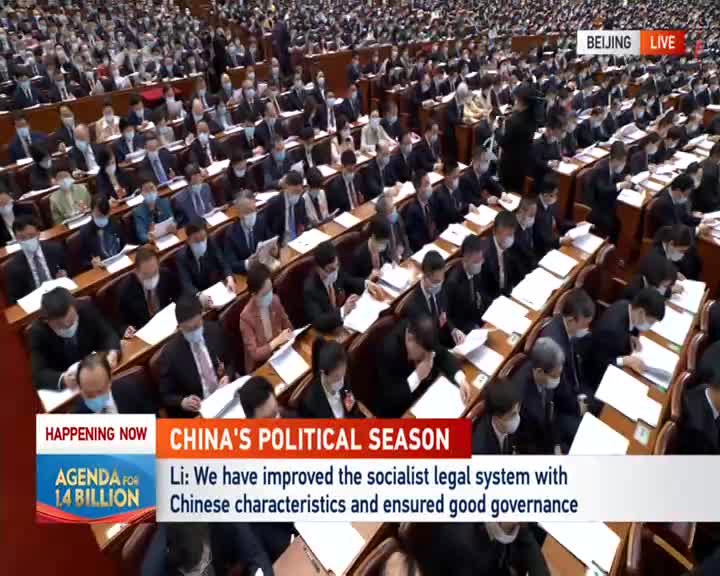 BEIJING LIVE
HAPPENING NOW
CHINA'S POLITICAL SEASON
AGENDA FOR
1.4 BILLION
Li: We have improved the socialist legal system with
Chinese characteristics and ensured good governance